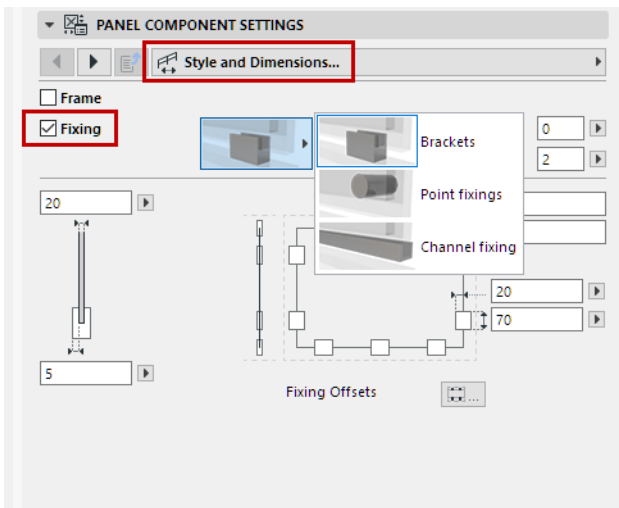 PANEL COMPONENT SETTINGS
Style and Dimensions...
Frame
Fixing
Brackets
0
2
Point fixings
20
Channel fixing
20
70
5
Fixing Offsets
...